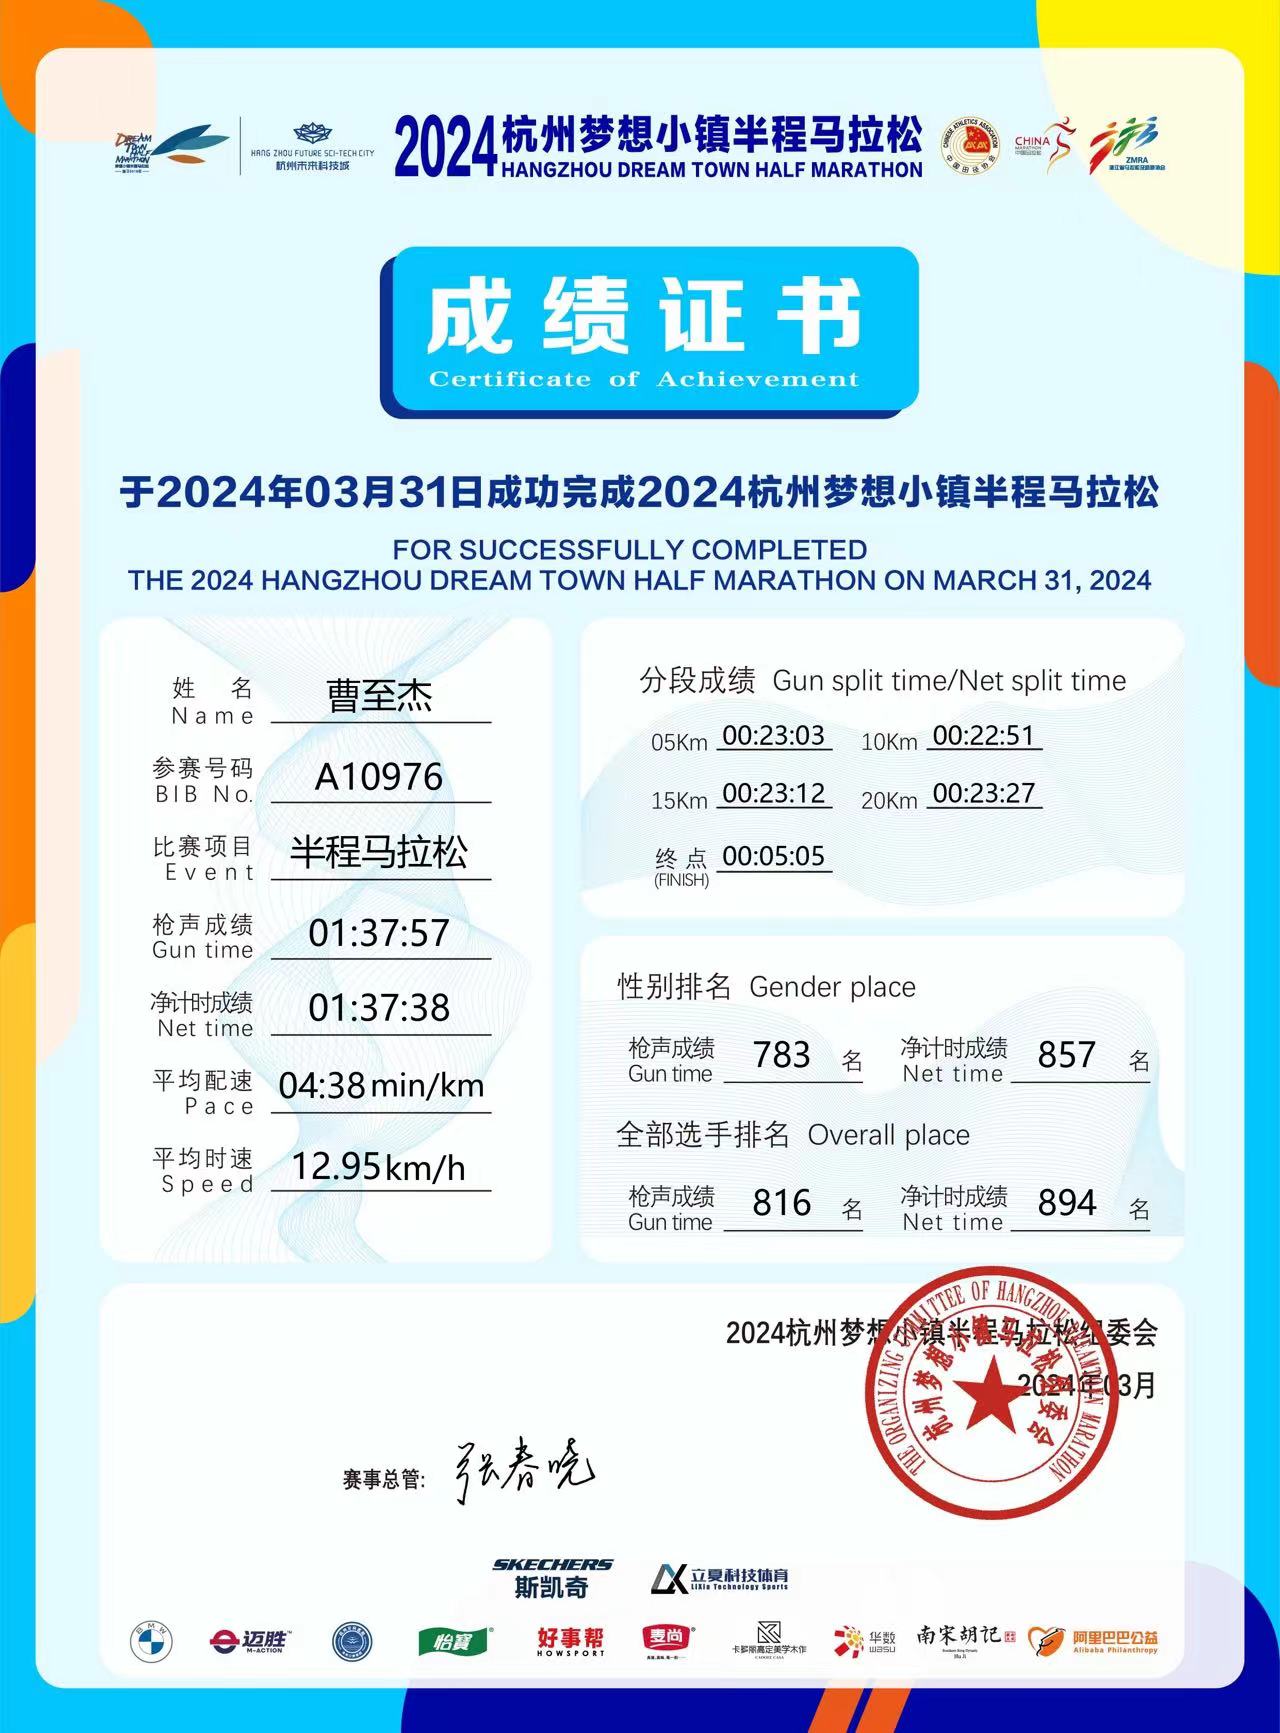 DREAM TOWN HALF MARATHON
HANG ZHOU FUTURE SCI-TECH CITY
杭州未来科技城
2024杭州梦想小镇半程马拉松
HANGZHOU DREAM TOWN HALF MARATHON
CHINESE ATHLETICS ASSOCIATION
中国田径协会
CHINA
MARATHON
中国马拉松
ZMRA
成绩证书
Certificate of Achievement
于2024年03月31日成功完成2024杭州梦想小镇半程马拉松
FOR SUCCESSFULLY COMPLETED
THE 2024 HANGZHOU DREAM TOWN HALF MARATHON ON MARCH 31, 2024
姓 名 曹至杰
Name
参赛号码 A10976
BIB No.
比赛项目 半程马拉松
Event
枪声成绩 01:37:57
Gun time
净计时成绩 01:37:38
Net time
平均配速 04:38 min/km
Pace
平均时速 12.95km/h
Speed
分段成绩 Gun split time/Net split time
05Km 00:23:03 10Km 00:22:51
15Km 00:23:12 20Km 00:23:27
终点 00:05:05
(FINISH)
性别排名 Gender place
枪声成绩 783 名 净计时成绩 857 名
Gun time Net time
全部选手排名 Overall place
枪声成绩 816 名 净计时成绩 894 名
Gun time Net time
2024杭州梦想小镇半程马拉松组委会
2024年03月
THE ORGANIZING COMMITTEE OF HANGZHOU DREAMTOWN MARATHON
杭州梦想小镇马拉松组委会
赛事总管: 张春晓
SKECHERS
斯凯奇
立夏科技体育
LiXia Technology Sports
BMW
迈胜
M-ACTION
怡寶
好事帮
HOWSPORT
麦尚
卡耶丽高定美学木作
华数
wasu
南宋胡记
阿里巴巴公益
Alibaba Philanthropy